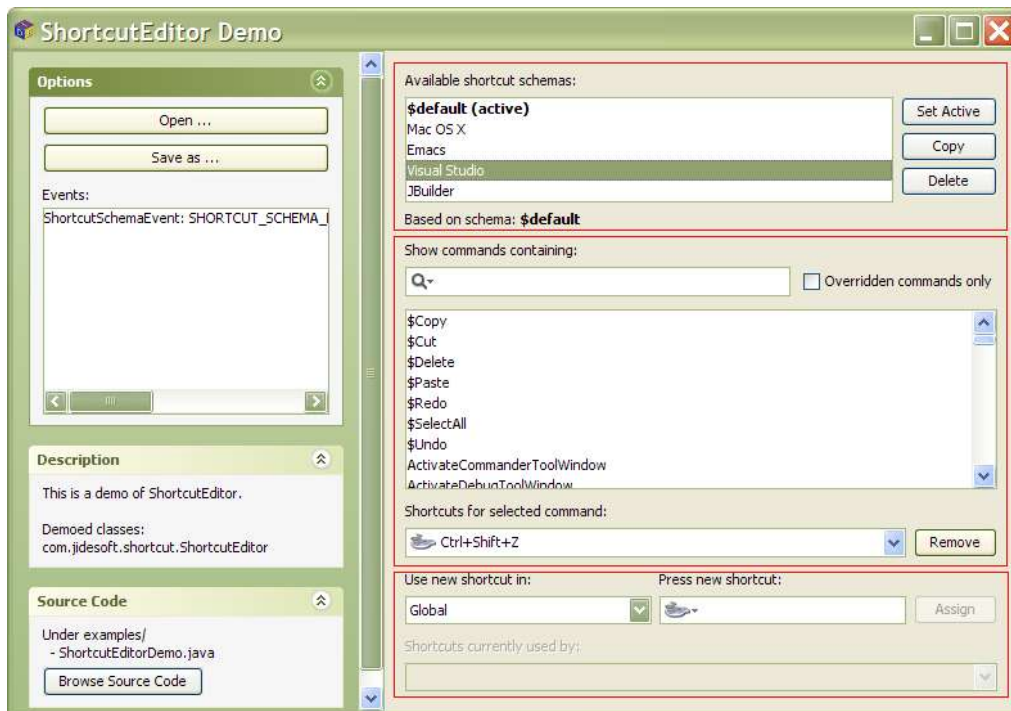 ShortcutEditor Demo
Options
Open ...
Save as ...
Events:
ShortcutSchemaEvent: SHORTCUT_SCHEMA_
Description
This is a demo of ShortcutEditor.
Demoed classes:
com.jidesoft.shortcut.ShortcutEditor
Source Code
Under examples/
- ShortcutEditorDemo.java
Browse Source Code
Available shortcut schemas:
$default (active)
Mac OS X
Emacs
Visual Studio
JBuilder
Set Active
Copy
Delete
Based on schema: $default
Show commands containing:
Overridden commands only
$Copy
$Cut
$Delete
$Paste
$Redo
$SelectAll
$Undo
ActivateCommanderToolWindow
ActivateDebugToolWindow
Shortcuts for selected command:
Ctrl+Shift+Z
Remove
Use new shortcut in:
Press new shortcut:
Global
Assign
Shortcuts currently used by: